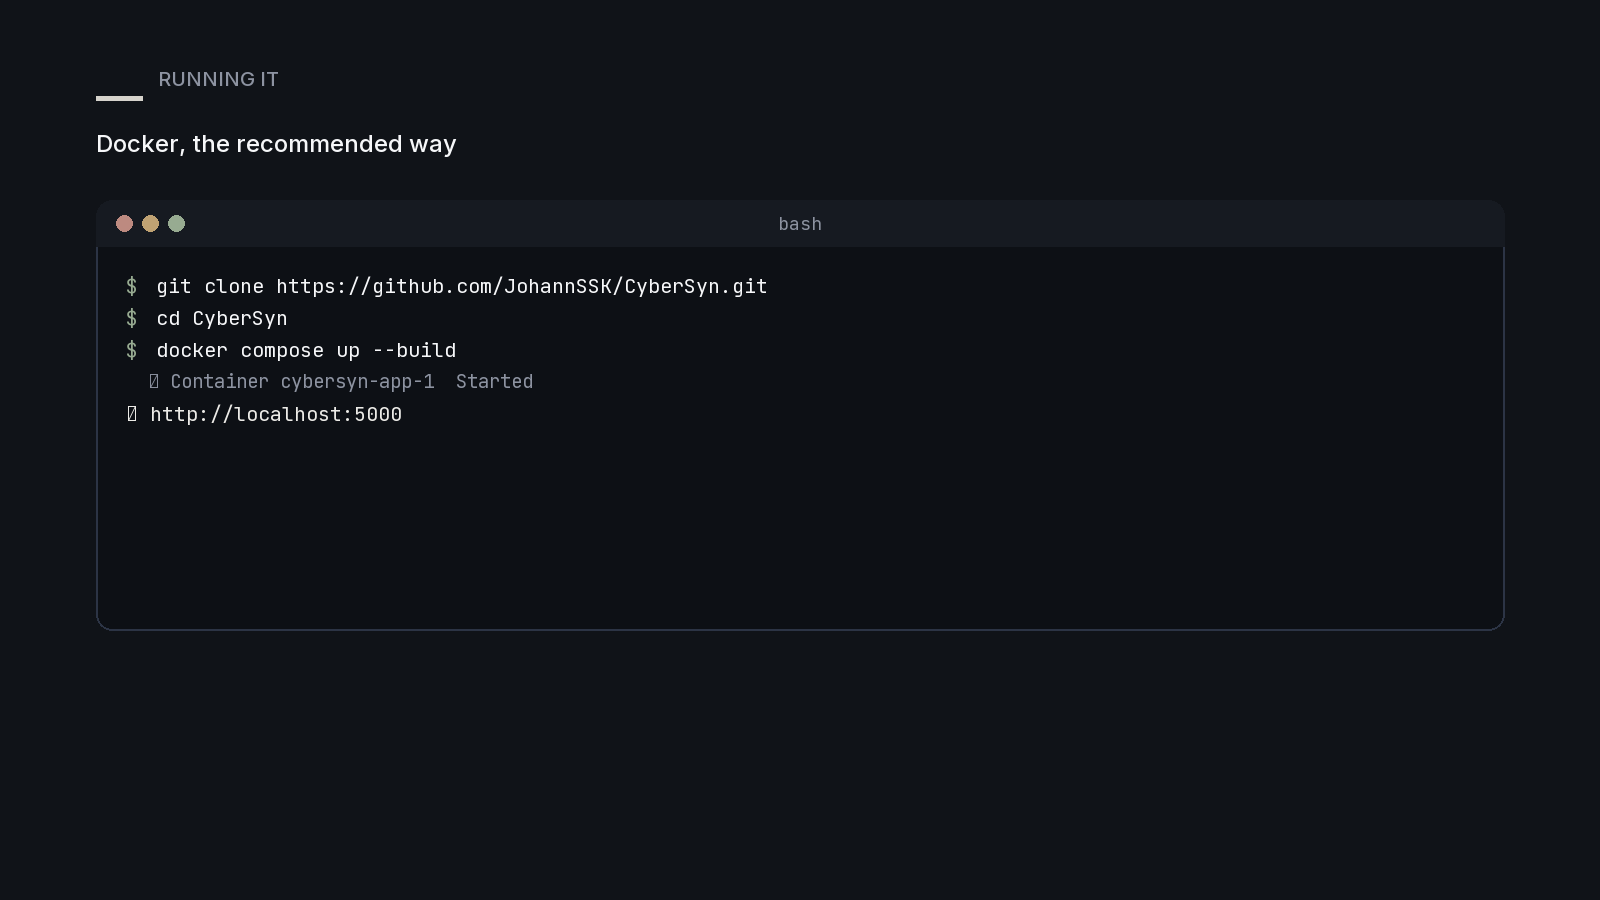 RUNNING IT
Docker, the recommended way
bash
$ git clone https://github.com/JohannSSK/CyberSyn.git
$ cd CyberSyn
$ docker compose up --build
Container cybersyn-app-1  Started
http://localhost:5000